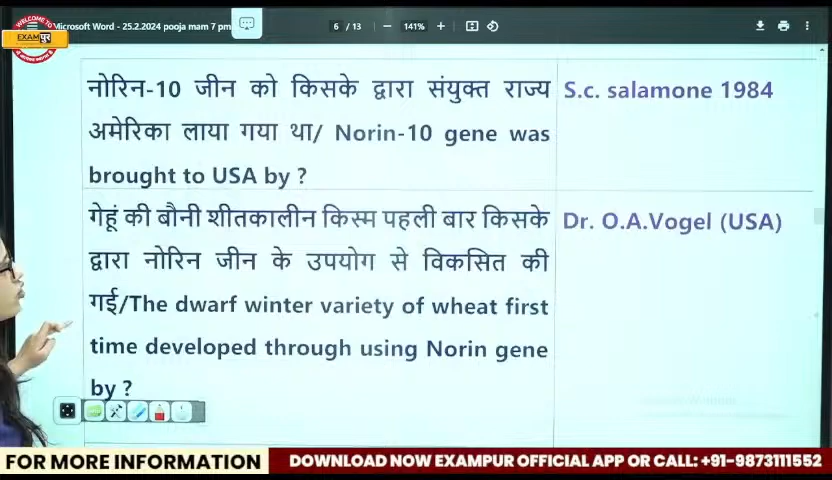 WELCOME TO
EXAMपुर
Microsoft Word - 25.2.2024 pooja mam 7 pm
6 / 13
141%
नोरिन-10 जीन को किसके द्वारा संयुक्त राज्य
S.c. salamone 1984
अमेरिका लाया गया था/ Norin-10 gene was
brought to USA by ?
गेहूं की बौनी शीतकालीन किस्म पहली बार किसके
Dr. O.A.Vogel (USA)
द्वारा नोरिन जीन के उपयोग से विकसित की
गई/The dwarf winter variety of wheat first
time developed through using Norin gene
by ?
FOR MORE INFORMATION
DOWNLOAD NOW EXAMPUR OFFICIAL APP OR CALL: +91-9873111552